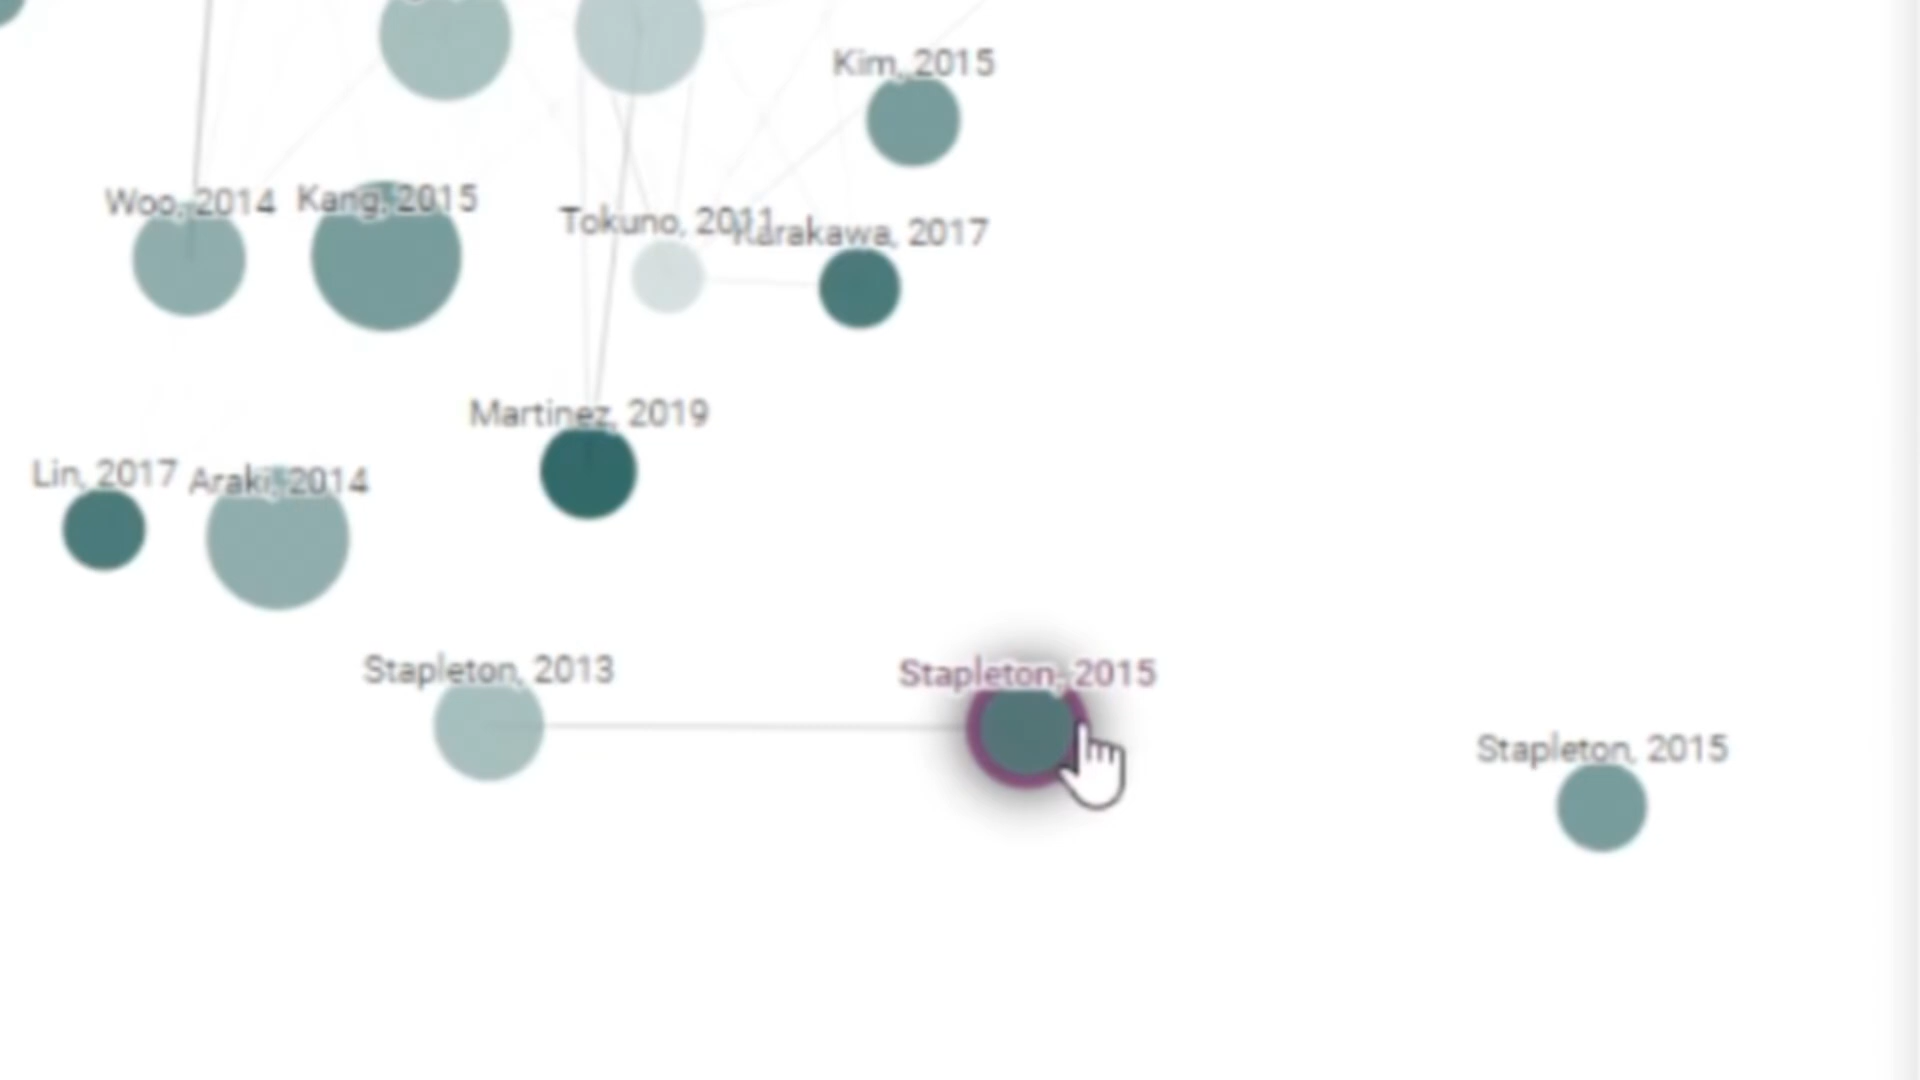 Kim, 2015
Woo, 2014
Kang, 2015
Tokuno, 2011
Martinez, 2019
Lin, 2017
Araki, 2014
Stapleton, 2013
Stapleton, 2015
Stapleton, 2015
2017